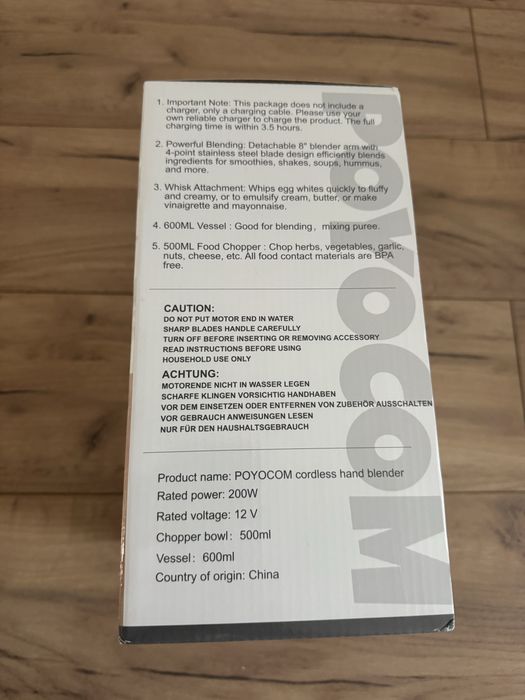 1. Important Note: This package does not include a
charger, only a charging cable. Please use your
own reliable charger to charge the product. The full
charging time is within 3.5 hours.
2. Powerful Blending: Detachable 8" blender arm with
4-point stainless steel blade design efficiently blends
ingredients for smoothies, shakes, soups, hummus,
and more.
3. Whisk Attachment: Whips egg whites quickly to fluffy
and creamy, or to emulsify cream, butter, or make
vinaigrette and mayonnaise.
4. 600ML Vessel : Good for blending, mixing puree.
5. 500ML Food Chopper : Chop herbs, vegetables, garlic,
nuts, cheese, etc. All food contact materials are BPA
free.
CAUTION:
DO NOT PUT MOTOR END IN WATER
SHARP BLADES HANDLE CAREFULLY
TURN OFF BEFORE INSERTING OR REMOVING ACCESSORY
READ INSTRUCTIONS BEFORE USING
HOUSEHOLD USE ONLY
ACHTUNG:
MOTORENDE NICHT IN WASSER LEGEN
SCHARFE KLINGEN VORSICHTIG HANDHABEN
VOR DEM EINSETZEN ODER ENTFERNEN VON ZUBEHÖR AUSSCHALTEN
VOR GEBRAUCH ANWEISUNGEN LESEN
NUR FÜR DEN HAUSHALTSGEBRAUCH
Product name: POYOCOM cordless hand blender
Rated power: 200W
Rated voltage: 12 V
Chopper bowl: 500ml
Vessel: 600ml
Country of origin: China
POYOCOM